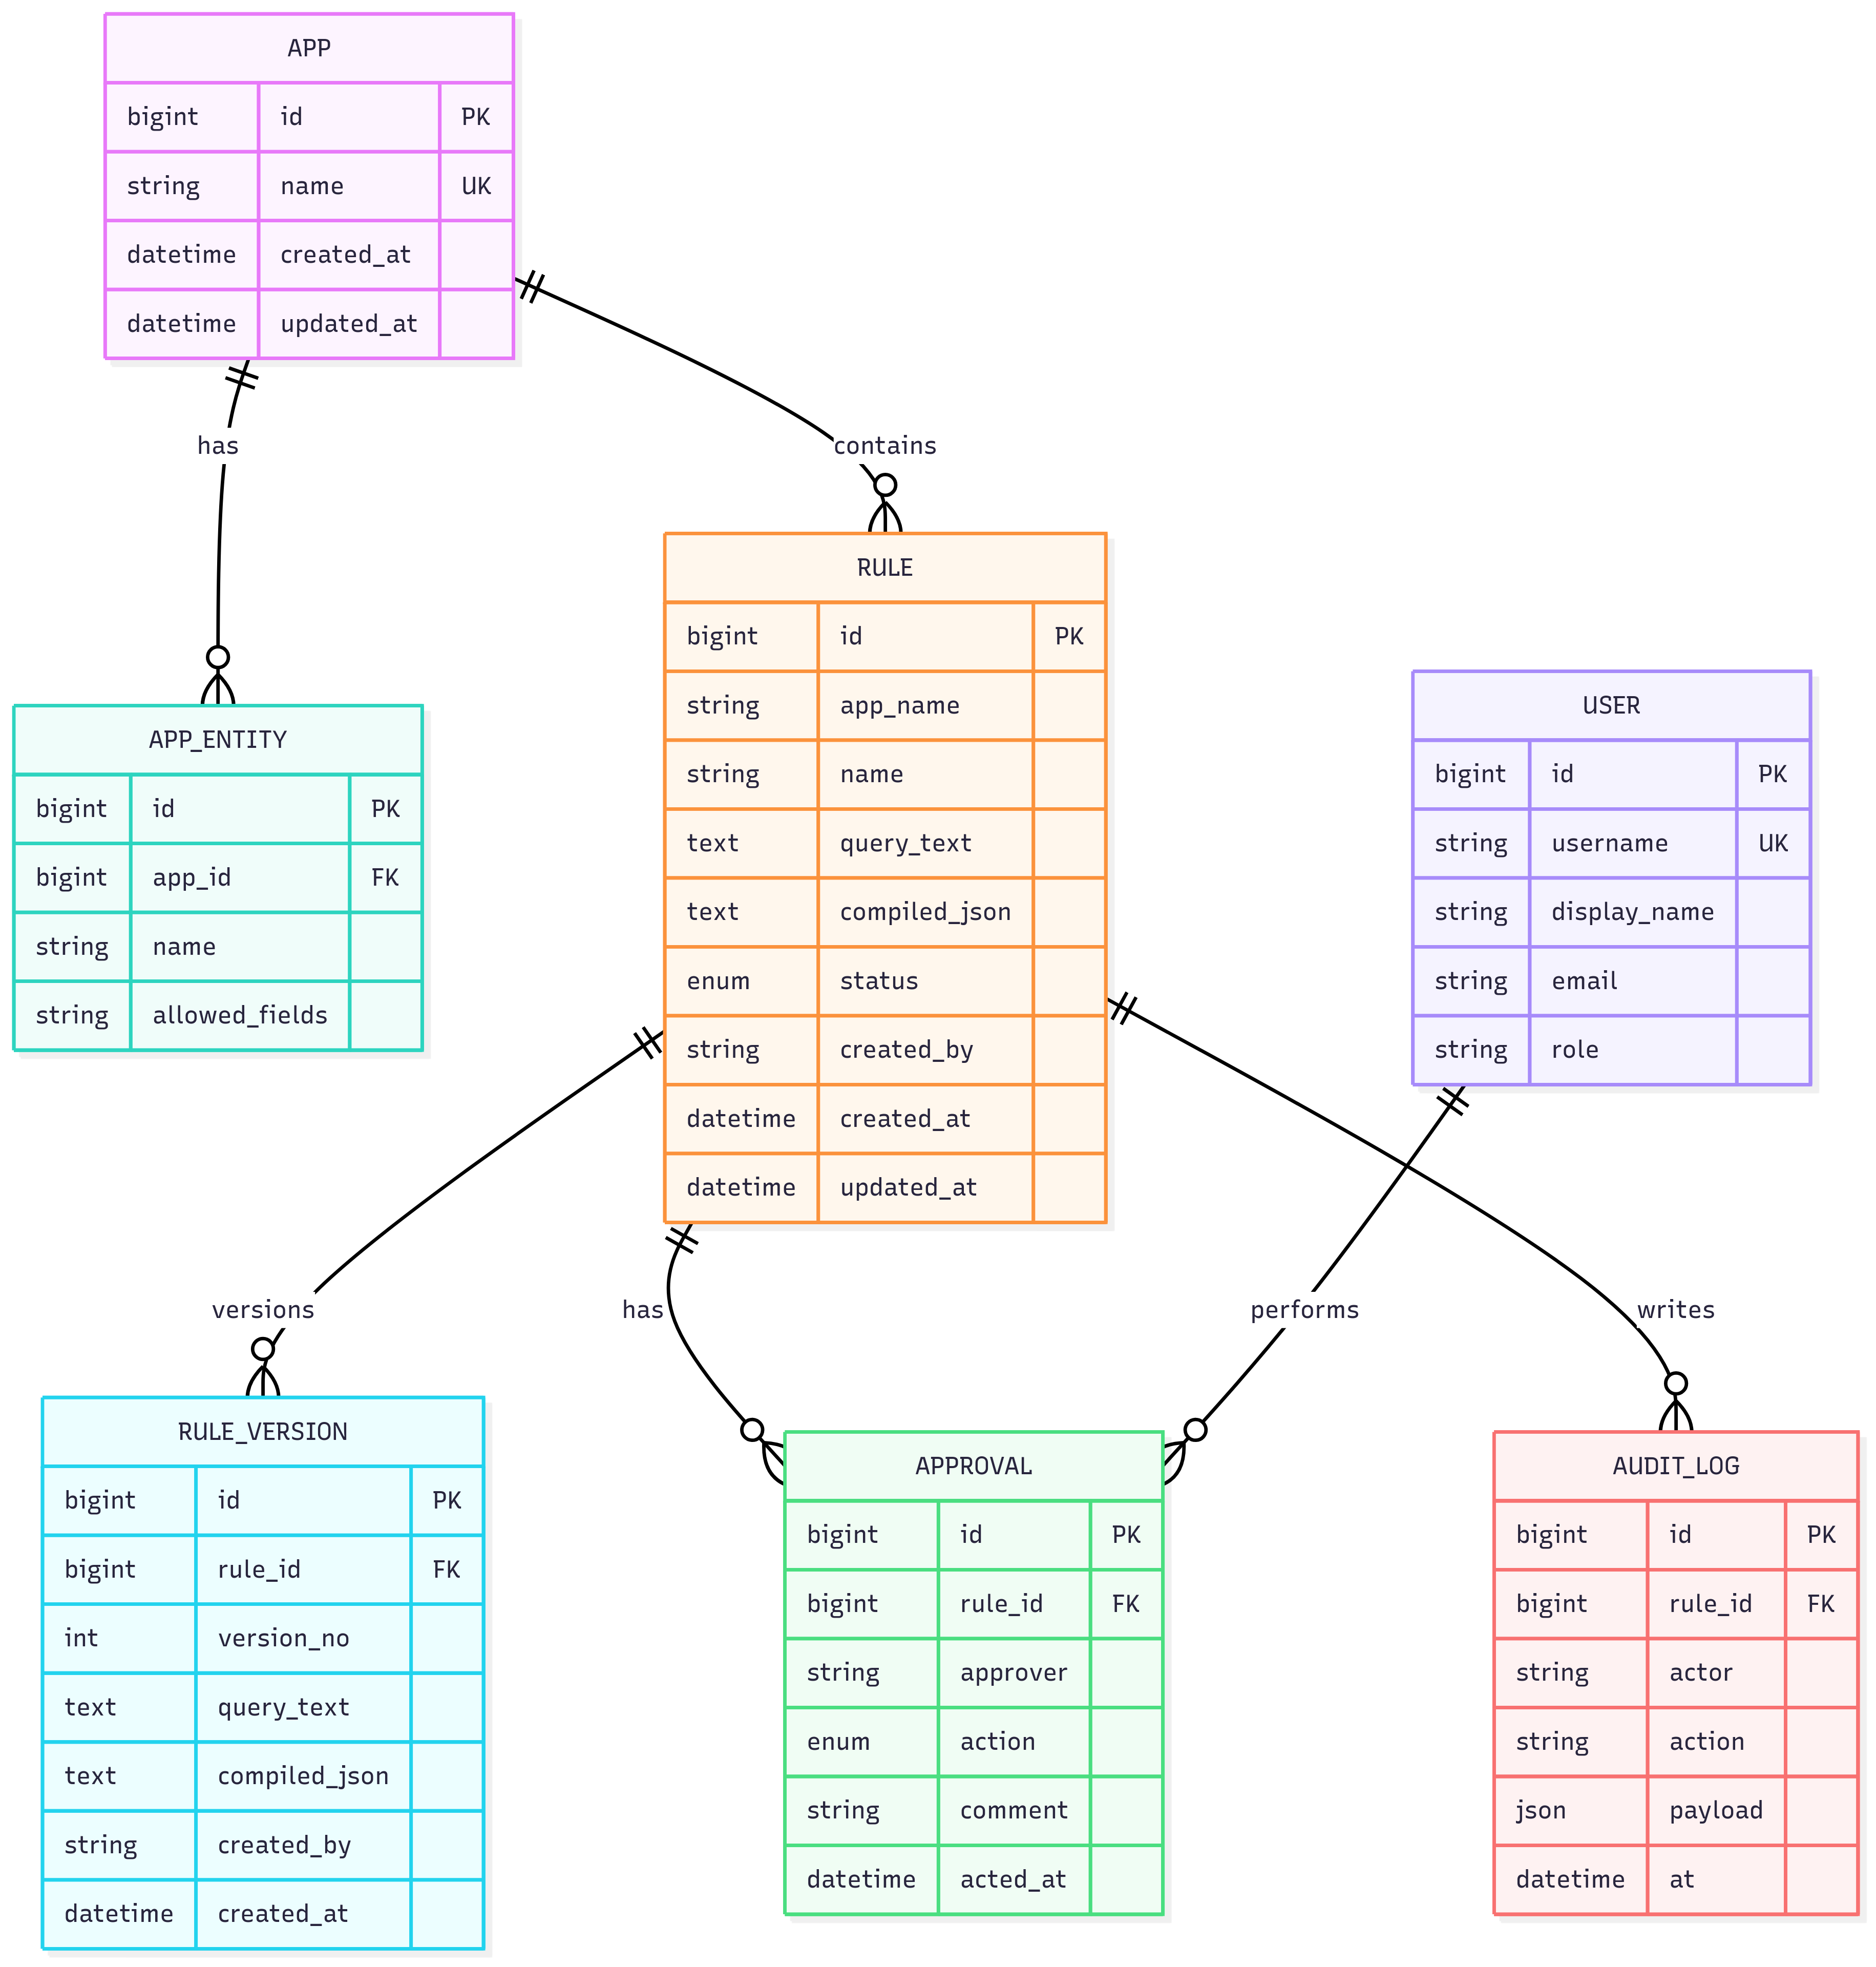 APP
bigint id PK
string name UK
datetime created_at
datetime updated_at
has
contains
APP_ENTITY
bigint id PK
bigint app_id FK
string name
string allowed_fields
RULE
bigint id PK
string app_name
string name
text query_text
text compiled_json
enum status
string created_by
datetime created_at
datetime updated_at
USER
bigint id PK
string username UK
string display_name
string email
string role
versions
has
performs
writes
RULE_VERSION
bigint id PK
bigint rule_id FK
int version_no
text query_text
text compiled_json
string created_by
datetime created_at
APPROVAL
bigint id PK
bigint rule_id FK
string approver
enum action
string comment
datetime acted_at
AUDIT_LOG
bigint id PK
bigint rule_id FK
string actor
string action
json payload
datetime at